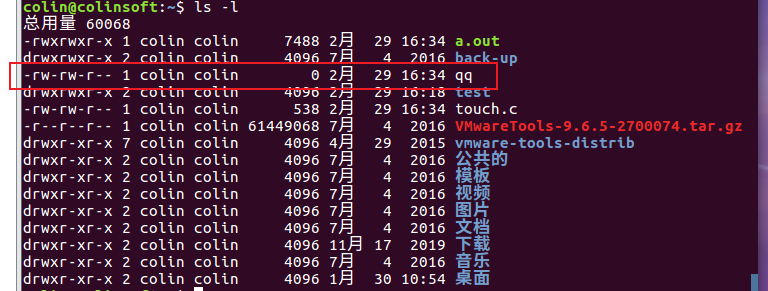 colin@colinsoft:~$ ls -l
总用量 60068
-rwxrwxr-x 1 colin colin     7488 2月  29 16:34 a.out
drwxrwxr-x 2 colin colin     4096 7月   4  2016 back-up
-rw-rw-r-- 1 colin colin        0 2月  29 16:34 qq
drwxrwxr-x 2 colin colin     4096 2月  29 16:18 test
-rw-rw-r-- 1 colin colin      538 2月  29 16:34 touch.c
-r--r--r-- 1 colin colin 61449068 7月   4  2016 VMwareTools-9.6.5-2700074.tar.gz
drwxr-xr-x 7 colin colin     4096 4月  29  2015 vmware-tools-distrib
drwxr-xr-x 2 colin colin     4096 7月   4  2016 公共的
drwxr-xr-x 2 colin colin     4096 7月   4  2016 模板
drwxr-xr-x 2 colin colin     4096 7月   4  2016 视频
drwxr-xr-x 2 colin colin     4096 7月   4  2016 图片
drwxr-xr-x 2 colin colin     4096 7月   4  2016 文档
drwxr-xr-x 2 colin colin     4096 11月 17  2019 下载
drwxr-xr-x 2 colin colin     4096 7月   4  2016 音乐
drwxr-xr-x 2 colin colin     4096 1月  30 10:54 桌面